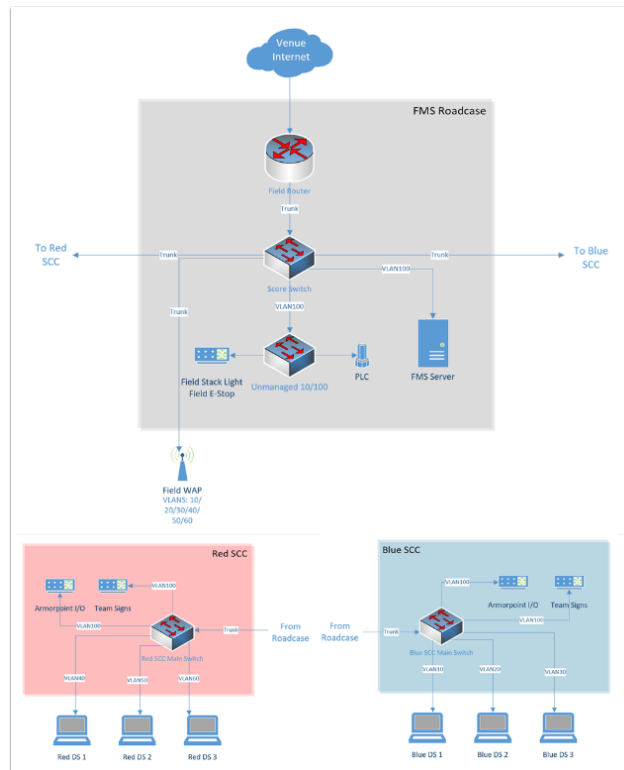 Venue
Internet
FMS Roadcase
Field Router
Trunk
To Red
SCC
Trunk
Trunk
To Blue
SCC
Score Switch
VLAN100
VLAN100
Trunk
Field Stack Light
Field E-Stop
Unmanaged 10/100
PLC
FMS Server
Field WAP
VLANS: 10/
20/30/40/
50/60
Red SCC
VLAN100
Armorpoint I/O
Team Signs
VLAN100
Trunk
From
Roadcase
Red SCC Main Switch
VLAN40
VLAN50
VLAN60
Red DS 1
Red DS 2
Red DS 3
Blue SCC
VLAN100
Armorpoint I/O
Team Signs
VLAN100
From
Roadcase
Trunk
Blue SCC Main Switch
VLAN10
VLAN20
VLAN30
Blue DS 1
Blue DS 2
Blue DS 3